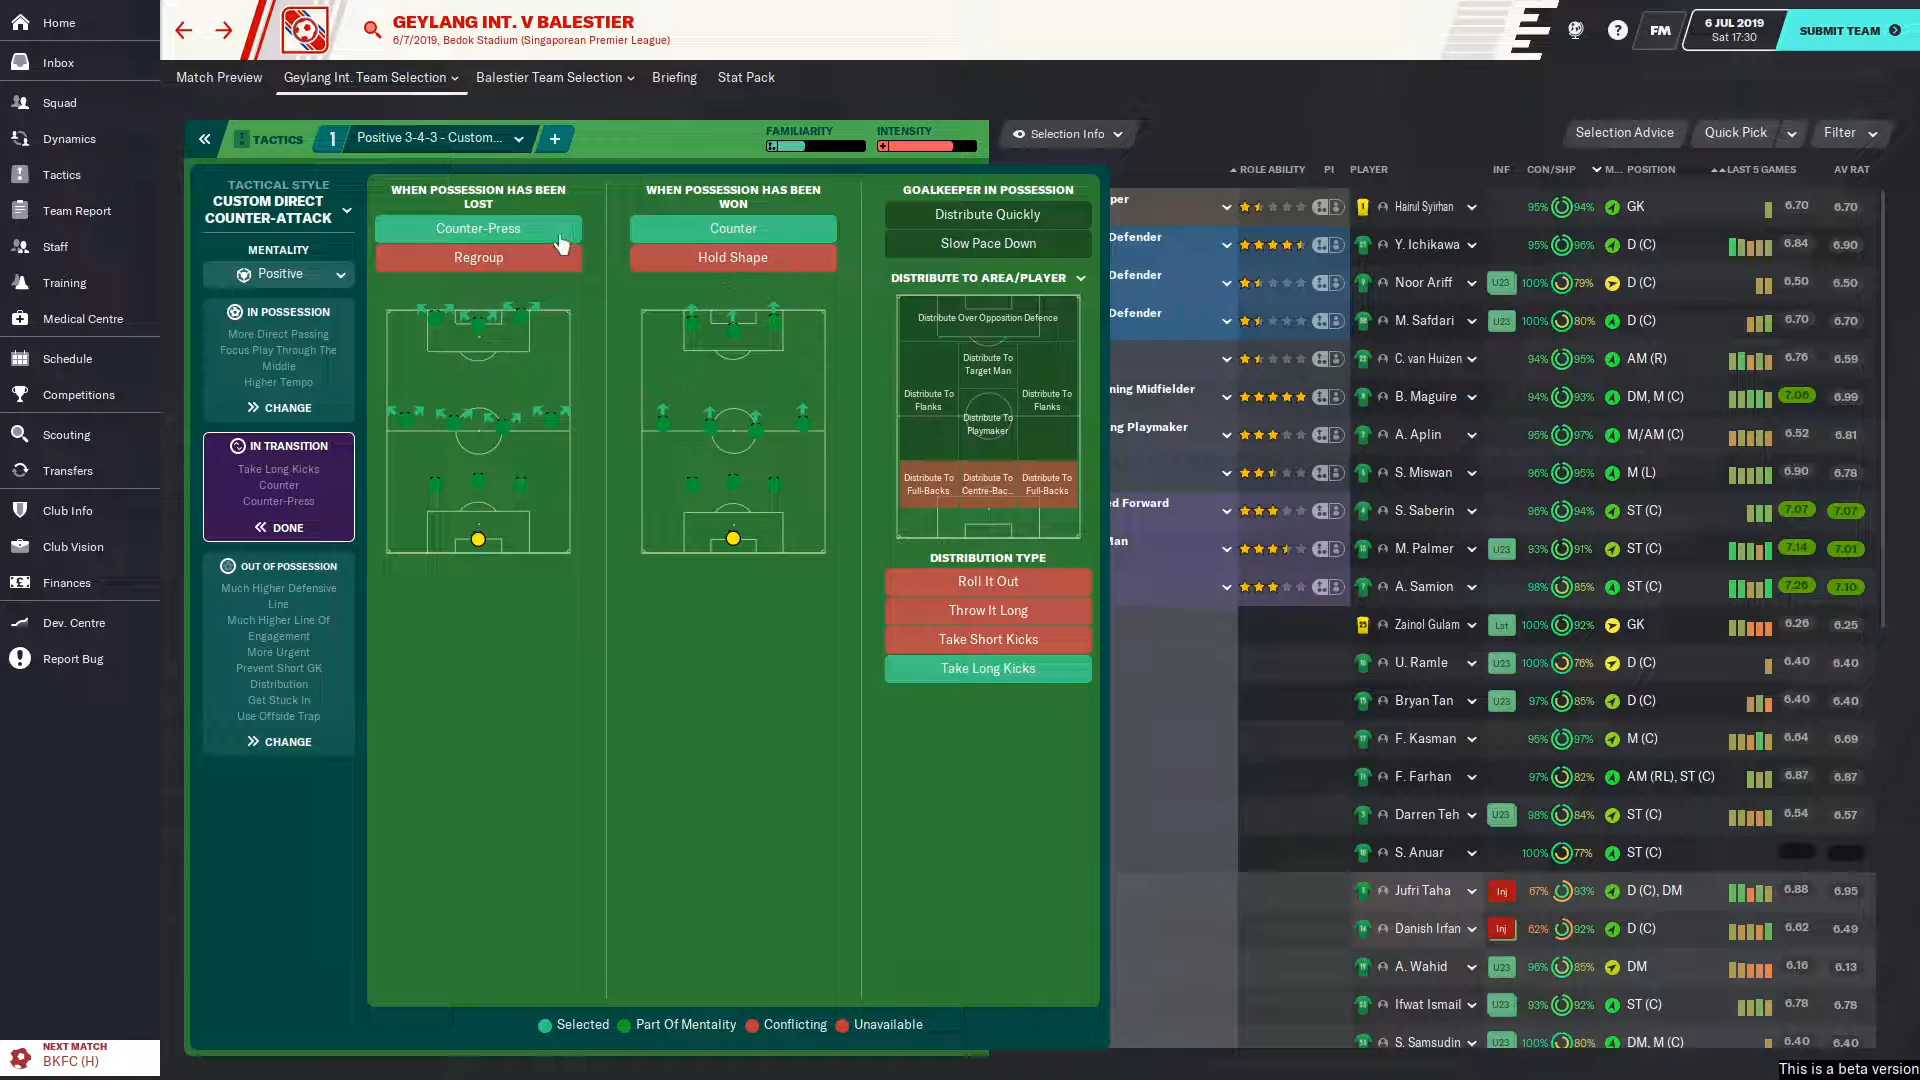 Home
Inbox
Squad
Dynamics
Tactics
Team Report
Staff
Training
Medical Centre
Schedule
Competitions
Scouting
Transfers
Club Info
Club Vision
Finances
Dev. Centre
Report Bug
NEXT MATCH
BKFC (H)
GEYLANG INT. V BALESTIER
6/7/2019, Bedok Stadium (Singaporean Premier League)
FM
6 JUL 2019
Sat 17:30
SUBMIT TEAM
Match Preview
Geylang Int. Team Selection
Balestier Team Selection
Briefing
Stat Pack
TACTICS
1
Positive 3-4-3 - Custom...
FAMILIARITY
INTENSITY
Selection Info
Selection Advice
Quick Pick
Filter
TACTICAL STYLE
CUSTOM DIRECT
COUNTER-ATTACK
MENTALITY
Positive
IN POSSESSION
More Direct Passing
Focus Play Through The
Middle
Higher Tempo
CHANGE
IN TRANSITION
Take Long Kicks
Counter
Counter-Press
DONE
OUT OF POSSESSION
Much Higher Defensive
Line
Much Higher Line Of
Engagement
More Urgent
Prevent Short GK
Distribution
Get Stuck In
Use Offside Trap
CHANGE
WHEN POSSESSION HAS BEEN
LOST
Counter-Press
Regroup
WHEN POSSESSION HAS BEEN
WON
Counter
Hold Shape
GOALKEEPER IN POSSESSION
Distribute Quickly
Slow Pace Down
DISTRIBUTE TO AREA/PLAYER
Distribute Over Opposition Defence
Distribute To
Target Man
Distribute To
Flanks
Distribute To
Flanks
Distribute To
Playmaker
Distribute To
Full-Backs
Distribute To
Centre-Bac...
Distribute To
Full-Backs
DISTRIBUTION TYPE
Roll It Out
Throw It Long
Take Short Kicks
Take Long Kicks
Selected
Part Of Mentality
Conflicting
Unavailable
ROLE ABILITY PI PLAYER INF CON/SHP M... POSITION LAST 5 GAMES AV RAT
per Hairul Syirhan 95% 94% GK 6.70 6.70
Defender Y. Ichikawa 95% 96% D (C) 6.84 6.90
Defender Noor Ariff U23 100% 79% D (C) 6.50 6.50
Defender M. Safdari U23 100% 80% D (C) 6.70 6.70
C. van Huizen 94% 95% AM (R) 6.76 6.59
ning Midfielder B. Maguire 94% 93% DM, M (C) 7.06 6.99
ng Playmaker A. Aplin 95% 97% M/AM (C) 6.52 6.81
S. Miswan 96% 95% M (L) 6.90 6.78
ed Forward S. Saberin 96% 94% ST (C) 7.07 7.07
Man M. Palmer U23 93% 91% ST (C) 7.14 7.01
A. Samion 98% 85% ST (C) 7.26 7.10
Zainol Gulam Lst 100% 92% GK 6.26 6.25
U. Ramle U23 100% 76% D (C) 6.40 6.40
Bryan Tan U23 97% 85% D (C) 6.40 6.40
F. Kasman 95% 97% M (C) 6.64 6.69
F. Farhan 97% 82% AM (RL), ST (C) 6.87 6.87
Darren Teh U23 98% 84% ST (C) 6.54 6.57
S. Anuar 100% 77% ST (C)
Jufri Taha Inj 67% 93% D (C), DM 6.88 6.95
Danish Irfan Inj 62% 92% D (C) 6.62 6.49
A. Wahid U23 96% 85% DM 6.16 6.13
Ifwat Ismail U23 93% 92% ST (C) 6.78 6.78
S. Samsudin U23 100% 80% DM, M (C) 6.40 6.40
This is a beta version